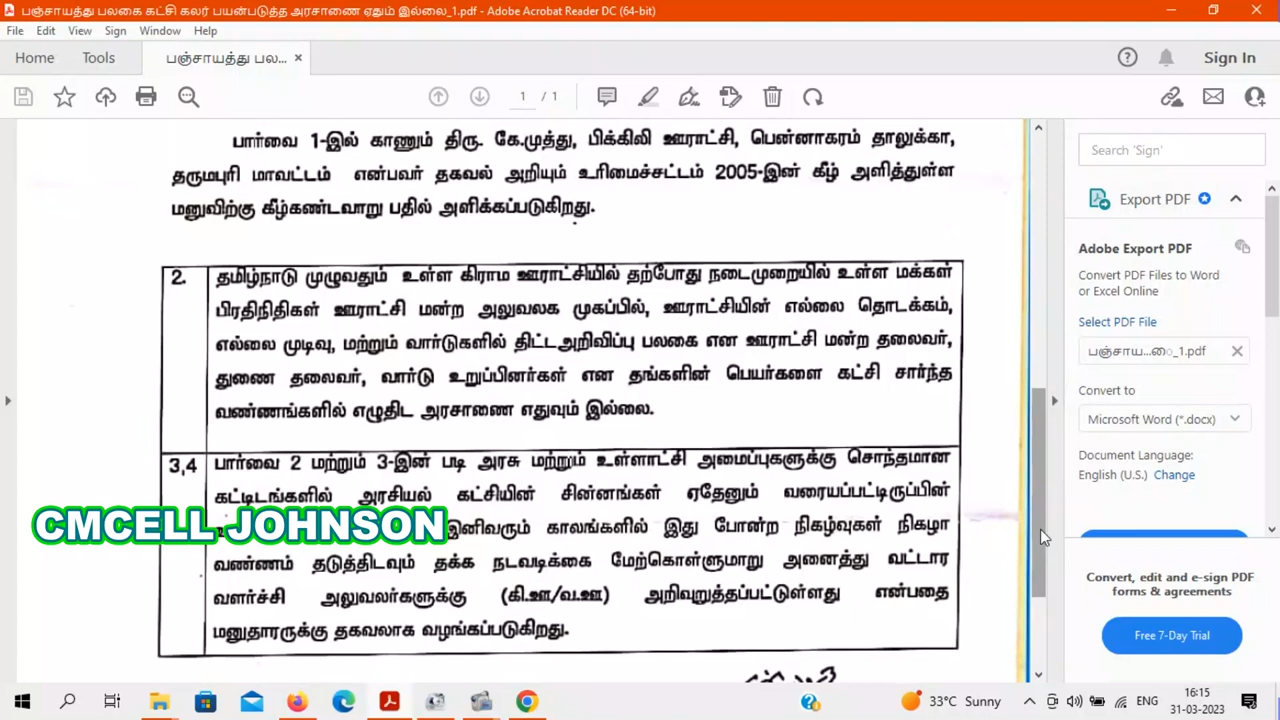 பஞ்சாயத்து பலகை கட்சி கலர் பயன்படுத்த அரசாணை ஏதும் இல்லை_1.pdf - Adobe Acrobat Reader DC (64-bit)
File Edit View Sign Window Help
Home Tools பஞ்சாயத்து பல... Sign In
1 / 1
பார்வை 1-இல் காணும் திரு. கே.முத்து, பிக்கிலி ஊராட்சி, பென்னாகரம் தாலுக்கா,
தருமபுரி மாவட்டம் என்பவர் தகவல் அறியும் உரிமைச்சட்டம் 2005-இன் கீழ் அளித்துள்ள
மனுவிற்கு கீழ்கண்டவாறு பதில் அளிக்கப்படுகிறது.
2. தமிழ்நாடு முழுவதும் உள்ள கிராம ஊராட்சியில் தற்போது நடைமுறையில் உள்ள மக்கள்
பிரதிநிதிகள் ஊராட்சி மன்ற அலுவலக முகப்பில், ஊராட்சியின் எல்லை தொடக்கம்,
எல்லை முடிவு, மற்றும் வார்டுகளில் திட்டஅறிவிப்பு பலகை என ஊராட்சி மன்ற தலைவர்,
துணை தலைவர், வார்டு உறுப்பினர்கள் என தங்களின் பெயர்களை கட்சி சார்ந்த
வண்ணங்களில் எழுதிட அரசாணை எதுவும் இல்லை.
3,4 பார்வை 2 மற்றும் 3-இன் படி அரசு மற்றும் உள்ளாட்சி அமைப்புகளுக்கு சொந்தமான
கட்டிடங்களில் அரசியல் கட்சியின் சின்னங்கள் ஏதேனும் வரையப்பட்டிருப்பின்
இனிவரும் காலங்களில் இது போன்ற நிகழ்வுகள் நிகழா
வண்ணம் தடுத்திடவும் தக்க நடவடிக்கை மேற்கொள்ளுமாறு அனைத்து வட்டார
வளர்ச்சி அலுவலர்களுக்கு (கி.ஊ/வ.ஊ) அறிவுறுத்தப்பட்டுள்ளது என்பதை
மனுதாரருக்கு தகவலாக வழங்கப்படுகிறது.
CMCELL JOHNSON
Search 'Sign'
Export PDF
Adobe Export PDF
Convert PDF Files to Word
or Excel Online
Select PDF File
பஞ்சாய...ை_1.pdf
Convert to
Microsoft Word (*.docx)
Document Language:
English (U.S.) Change
Convert, edit and e-sign PDF
forms & agreements
Free 7-Day Trial
33°C Sunny
ENG
16:15
31-03-2023